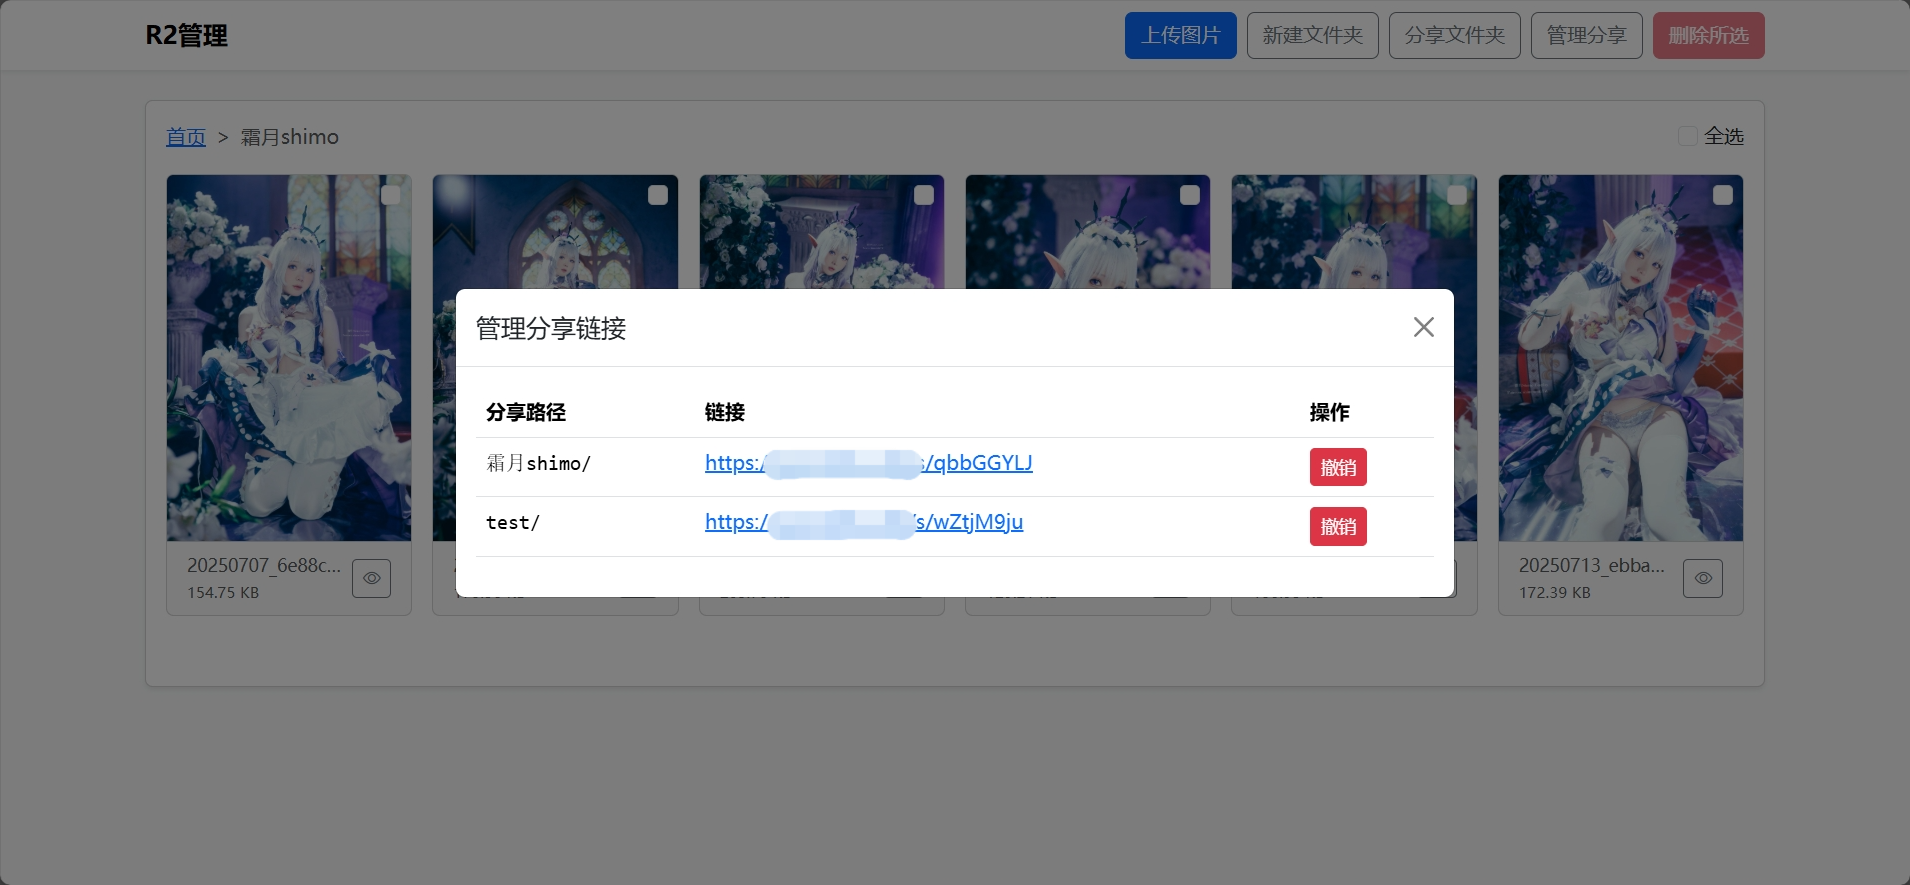 R2管理
上传图片
新建文件夹
分享文件夹
管理分享
删除所选
首页 > 霜月shimo
全选
管理分享链接
分享路径 链接 操作
霜月shimo/ https:/ s/qbbGGYLJ 撤销
test/ https:/ /s/wZtjM9ju 撤销
20250707_6e88c...
154.75 KB
20250713_ebba...
172.39 KB